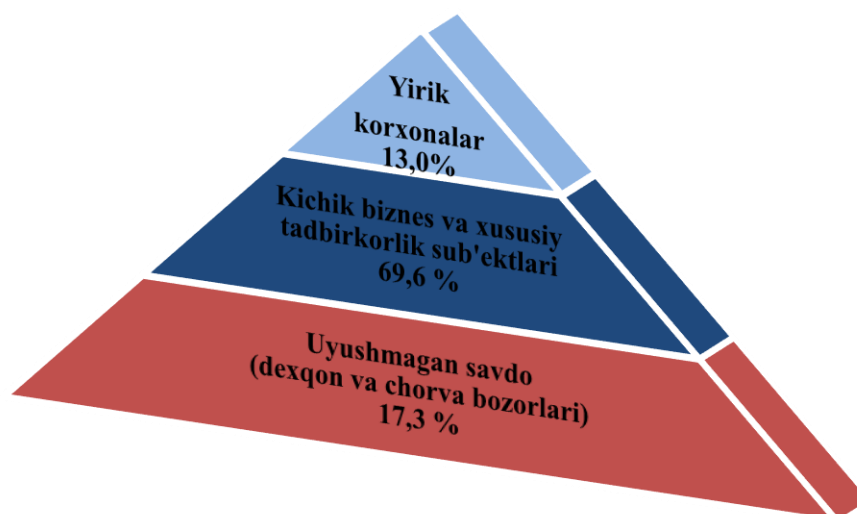 Yirik
korxonalar
13,0%
Kichik biznes va xususiy
tadbirkorlik sub'ektlari
69,6 %
Uyushmagan savdo
(dexqon va chorva bozorlari)
17,3 %